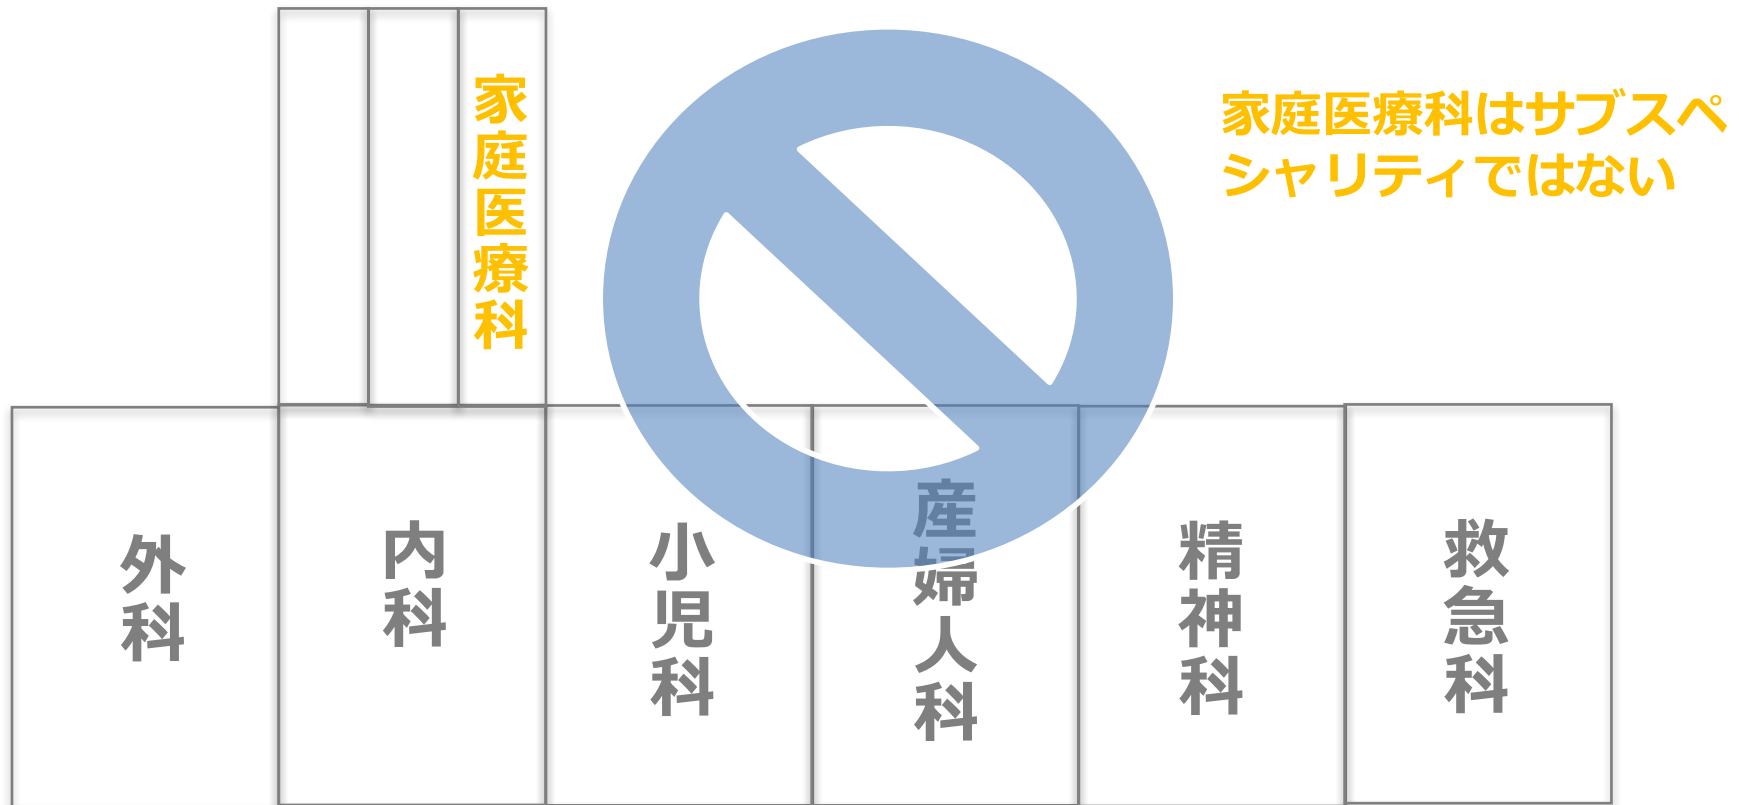 家庭医療科
家庭医療科はサブスペ
シャリティではない
外科
内科
小児科
産婦人科
精神科
救急科